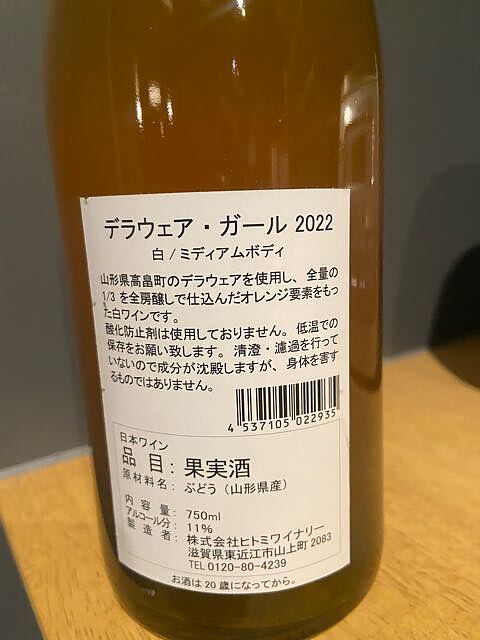 デラウェア・ガール 2022
白 / ミディアムボディ
山形県高畠町のデラウェアを使用し、全量の
1/3 を全房醸しで仕込んだオレンジ要素をもっ
た白ワインです。
酸化防止剤は使用しておりません。低温での
保存をお願い致します。清澄・濾過を行って
いないので成分が沈殿しますが、身体を害す
るものではありません。
4 537105 022935
日本ワイン
品 目： 果実酒
原材料名： ぶどう（山形県産）
内 容 量： 750ml
アルコール分： 11%
製 造 者： 株式会社ヒトミワイナリー
滋賀県東近江市山上町 2083
TEL 0120-80-4239
お酒は 20 歳になってから。